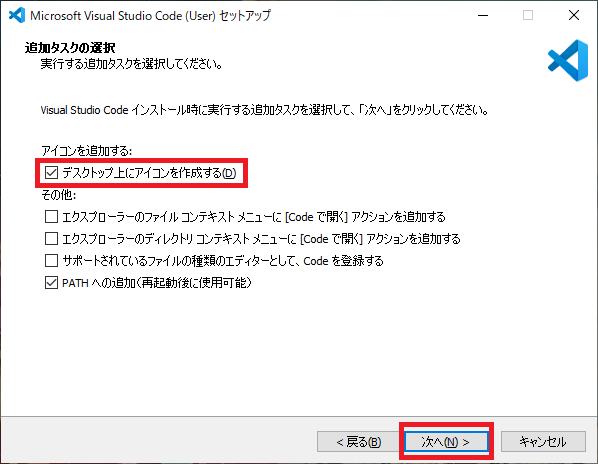 Microsoft Visual Studio Code (User) セットアップ
追加タスクの選択
実行する追加タスクを選択してください。
Visual Studio Code インストール時に実行する追加タスクを選択して、「次へ」をクリックしてください。
アイコンを追加する:
デスクトップ上にアイコンを作成する(D)
その他:
エクスプローラーのファイル コンテキスト メニューに [Code で開く] アクションを追加する
エクスプローラーのディレクトリ コンテキスト メニューに [Code で開く] アクションを追加する
サポートされているファイルの種類のエディターとして、Code を登録する
PATH への追加（再起動後に使用可能）
< 戻る(B) 次へ(N) > キャンセル